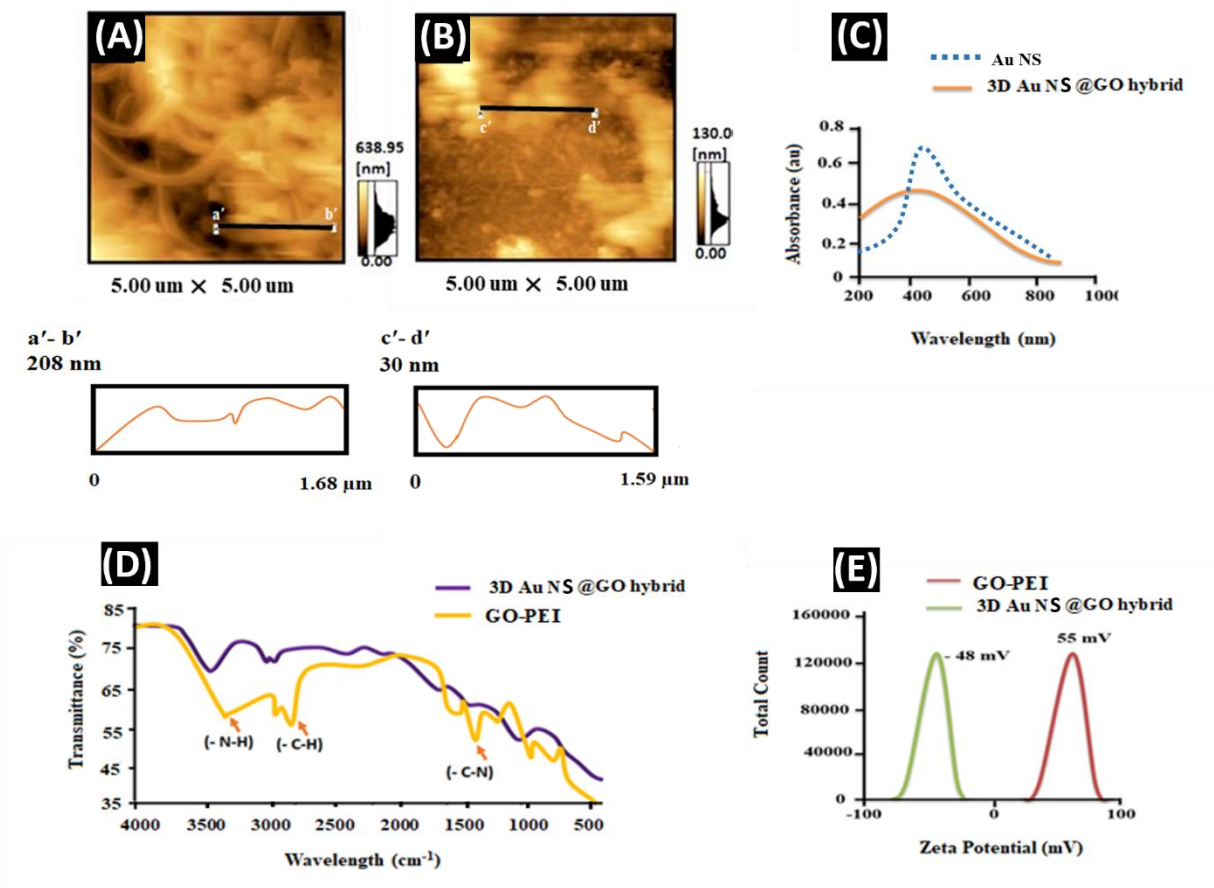 (A)
a′
b′
638.95
[nm]
0.00
5.00 um × 5.00 um
(B)
c′
d′
130.0
[nm]
0.00
5.00 um × 5.00 um
(C)
Au NS
3D Au NS @GO hybrid
Absorbance (au)
0.8
0.6
0.4
0.2
0
200 400 600 800 1000
Wavelength (nm)
a′- b′
208 nm
0 1.68 µm
c′- d′
30 nm
0 1.59 µm
(D)
3D Au NS @GO hybrid
GO-PEI
Transmittance (%)
85
75
65
55
45
35
(- N-H)
(- C-H)
(- C-N)
4000 3500 3000 2500 2000 1500 1000 500
Wavelength (cm⁻¹)
(E)
GO-PEI
3D Au NS @GO hybrid
Total Count
160000
120000
80000
40000
0
- 48 mV
55 mV
-100 0 100
Zeta Potential (mV)